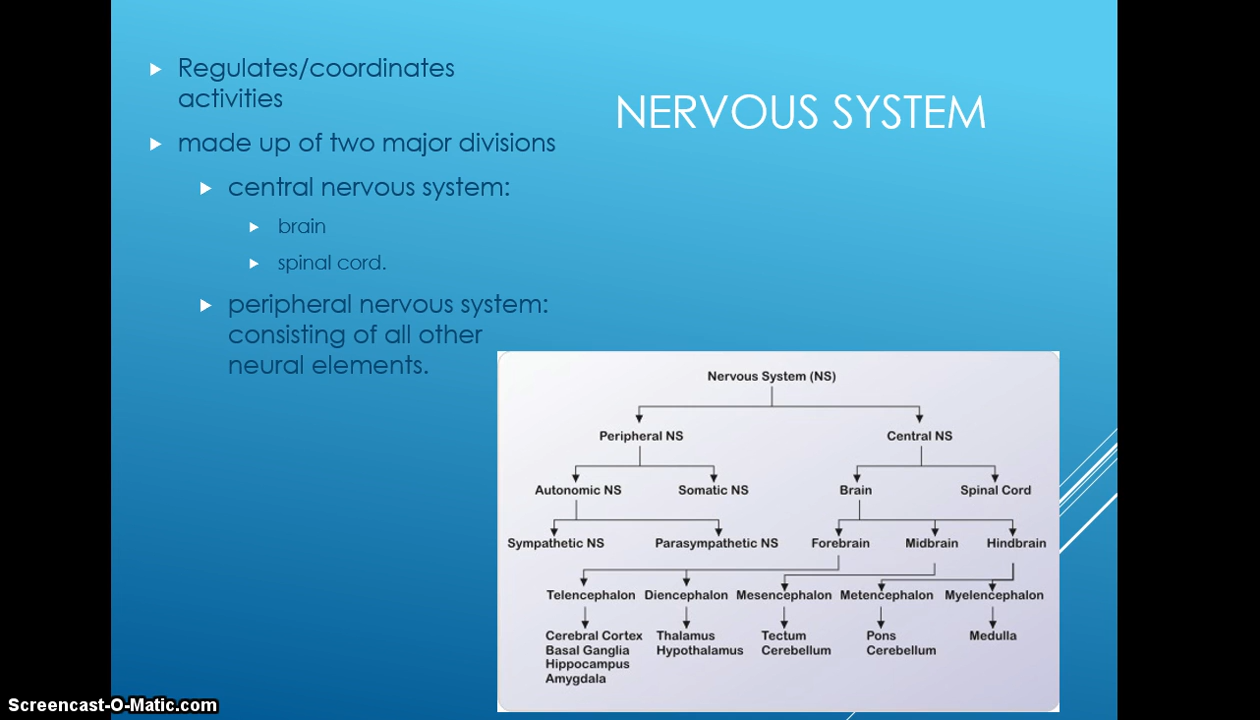 Regulates/coordinates
activities
made up of two major divisions
central nervous system:
brain
spinal cord.
peripheral nervous system:
consisting of all other
neural elements.
NERVOUS SYSTEM
Nervous System (NS)
Peripheral NS
Central NS
Autonomic NS
Somatic NS
Brain
Spinal Cord
Sympathetic NS
Parasympathetic NS
Forebrain
Midbrain
Hindbrain
Telencephalon
Diencephalon
Mesencephalon
Metencephalon
Myelencephalon
Cerebral Cortex
Basal Ganglia
Hippocampus
Amygdala
Thalamus
Hypothalamus
Tectum
Cerebellum
Pons
Cerebellum
Medulla
Screencast-O-Matic.com